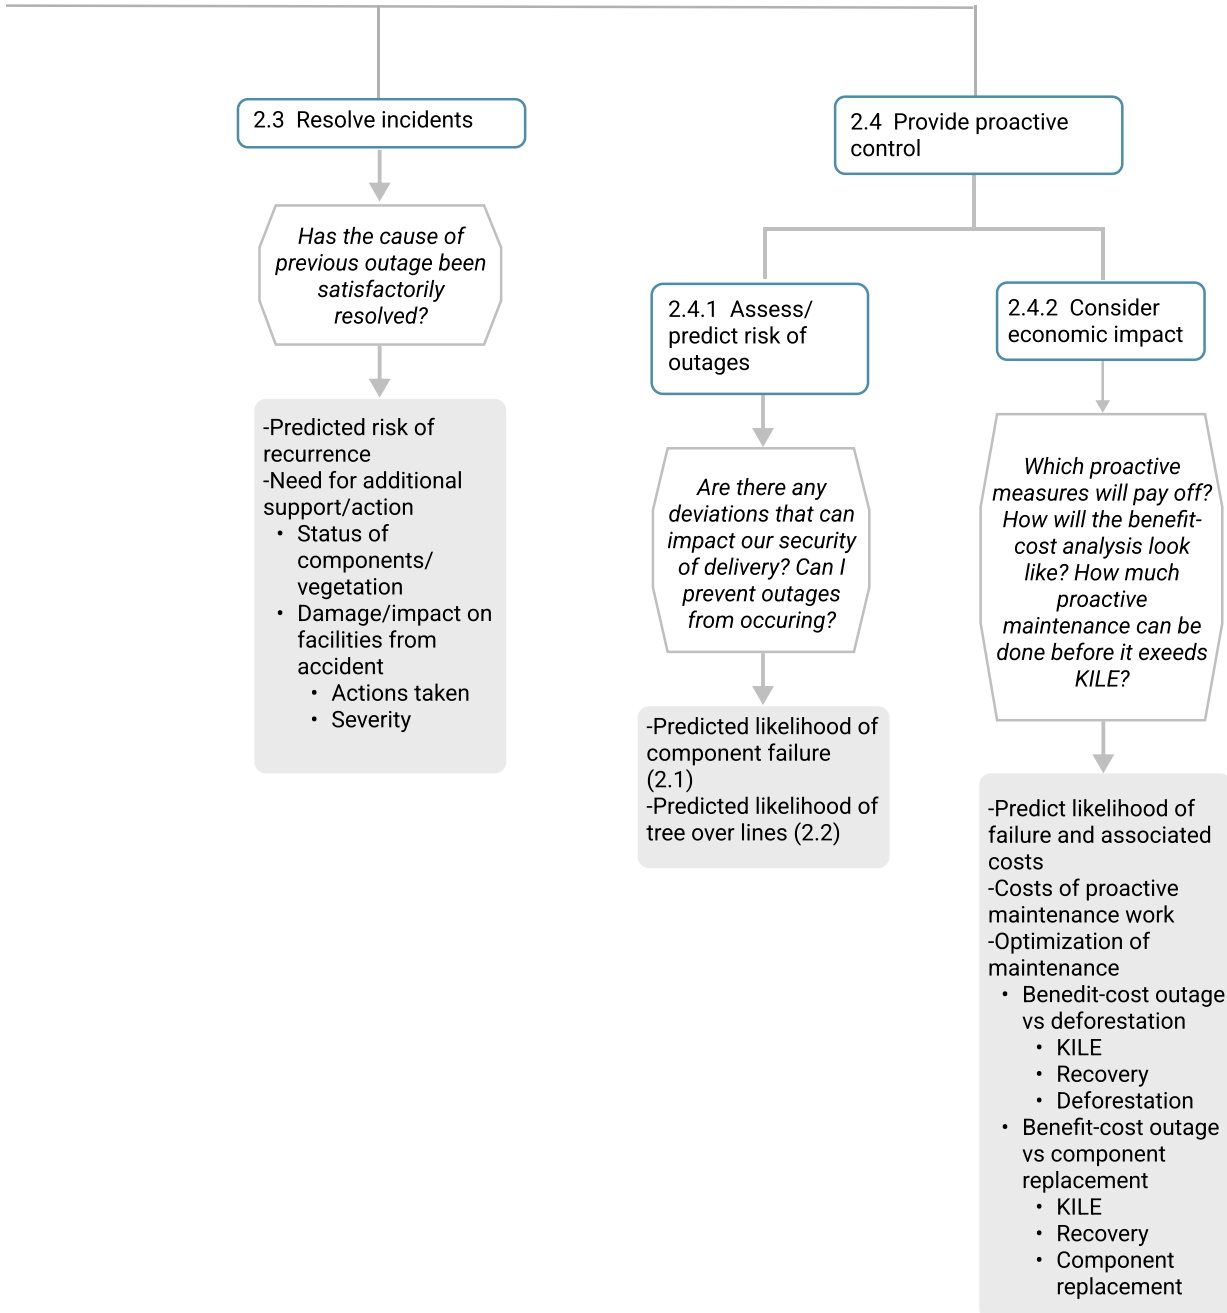 2.3 Resolve incidents
Has the cause of
previous outage been
satisfactorily
resolved?
-Predicted risk of
recurrence
-Need for additional
support/action
• Status of
components/
vegetation
• Damage/impact on
facilities from
accident
• Actions taken
• Severity
2.4 Provide proactive
control
2.4.1 Assess/
predict risk of
outages
Are there any
deviations that can
impact our security
of delivery? Can I
prevent outages
from occuring?
-Predicted likelihood of
component failure
(2.1)
-Predicted likelihood of
tree over lines (2.2)
2.4.2 Consider
economic impact
Which proactive
measures will pay off?
How will the benefit-
cost analysis look
like? How much
proactive
maintenance can be
done before it exeeds
KILE?
-Predict likelihood of
failure and associated
costs
-Costs of proactive
maintenance work
-Optimization of
maintenance
• Benedit-cost outage
vs deforestation
• KILE
• Recovery
• Deforestation
• Benefit-cost outage
vs component
replacement
• KILE
• Recovery
• Component
replacement